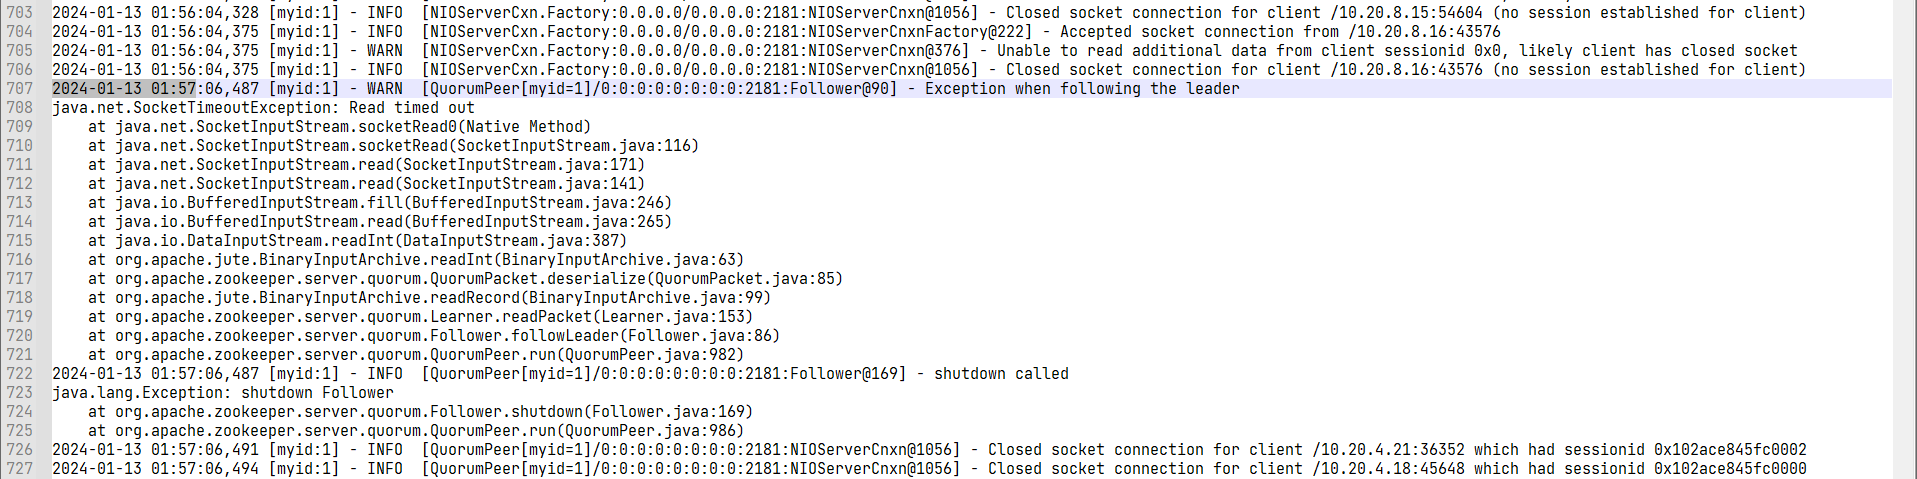 703 2024-01-13 01:56:04,328 [myid:1] - INFO  [NIOServerCxn.Factory:0.0.0.0/0.0.0.0:2181:NIOServerCnxn@1056] - Closed socket connection for client /10.20.8.15:54604 (no session established for client)
704 2024-01-13 01:56:04,375 [myid:1] - INFO  [NIOServerCxn.Factory:0.0.0.0/0.0.0.0:2181:NIOServerCnxnFactory@222] - Accepted socket connection from /10.20.8.16:43576
705 2024-01-13 01:56:04,375 [myid:1] - WARN  [NIOServerCxn.Factory:0.0.0.0/0.0.0.0:2181:NIOServerCnxn@376] - Unable to read additional data from client sessionid 0x0, likely client has closed socket
706 2024-01-13 01:56:04,375 [myid:1] - INFO  [NIOServerCxn.Factory:0.0.0.0/0.0.0.0:2181:NIOServerCnxn@1056] - Closed socket connection for client /10.20.8.16:43576 (no session established for client)
707 2024-01-13 01:57:06,487 [myid:1] - WARN  [QuorumPeer[myid=1]/0:0:0:0:0:0:0:0:2181:Follower@90] - Exception when following the leader
708 java.net.SocketTimeoutException: Read timed out
709     at java.net.SocketInputStream.socketRead0(Native Method)
710     at java.net.SocketInputStream.socketRead(SocketInputStream.java:116)
711     at java.net.SocketInputStream.read(SocketInputStream.java:171)
712     at java.net.SocketInputStream.read(SocketInputStream.java:141)
713     at java.io.BufferedInputStream.fill(BufferedInputStream.java:246)
714     at java.io.BufferedInputStream.read(BufferedInputStream.java:265)
715     at java.io.DataInputStream.readInt(DataInputStream.java:387)
716     at org.apache.jute.BinaryInputArchive.readInt(BinaryInputArchive.java:63)
717     at org.apache.zookeeper.server.quorum.QuorumPacket.deserialize(QuorumPacket.java:85)
718     at org.apache.jute.BinaryInputArchive.readRecord(BinaryInputArchive.java:99)
719     at org.apache.zookeeper.server.quorum.Learner.readPacket(Learner.java:153)
720     at org.apache.zookeeper.server.quorum.Follower.followLeader(Follower.java:86)
721     at org.apache.zookeeper.server.quorum.QuorumPeer.run(QuorumPeer.java:982)
722 2024-01-13 01:57:06,487 [myid:1] - INFO  [QuorumPeer[myid=1]/0:0:0:0:0:0:0:0:2181:Follower@169] - shutdown called
723 java.lang.Exception: shutdown Follower
724     at org.apache.zookeeper.server.quorum.Follower.shutdown(Follower.java:169)
725     at org.apache.zookeeper.server.quorum.QuorumPeer.run(QuorumPeer.java:986)
726 2024-01-13 01:57:06,491 [myid:1] - INFO  [QuorumPeer[myid=1]/0:0:0:0:0:0:0:0:2181:NIOServerCnxn@1056] - Closed socket connection for client /10.20.4.21:36352 which had sessionid 0x102ace845fc0002
727 2024-01-13 01:57:06,494 [myid:1] - INFO  [QuorumPeer[myid=1]/0:0:0:0:0:0:0:0:2181:NIOServerCnxn@1056] - Closed socket connection for client /10.20.4.18:45648 which had sessionid 0x102ace845fc0000